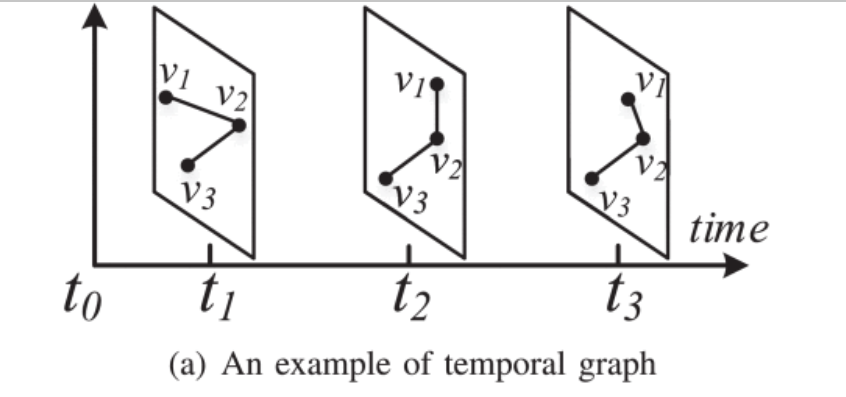 v1 v2 v3
v1 v2 v3
v1 v2 v3
time
t0 t1 t2 t3
(a) An example of temporal graph